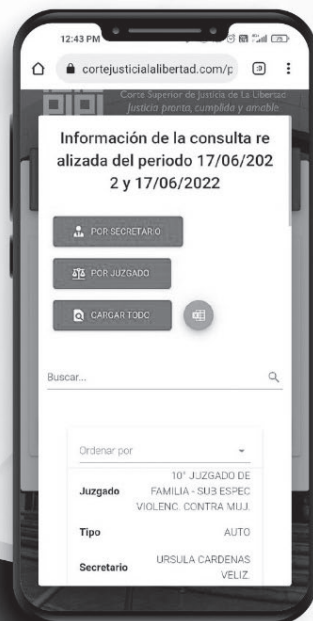 12:43 PM
cortejusticialalibertad.com/p
Corte Superior de Justicia de La Libertad
Justicia pronta, cumplida y amable
Información de la consulta re
alizada del periodo 17/06/202
2 y 17/06/2022
POR SECRETARIO
POR JUZGADO
CARGAR TODO
Buscar...
Ordenar por
10° JUZGADO DE
Juzgado FAMILIA - SUB ESPEC
VIOLENC. CONTRA MUJ.
Tipo AUTO
Secretario URSULA CARDENAS
VELIZ.